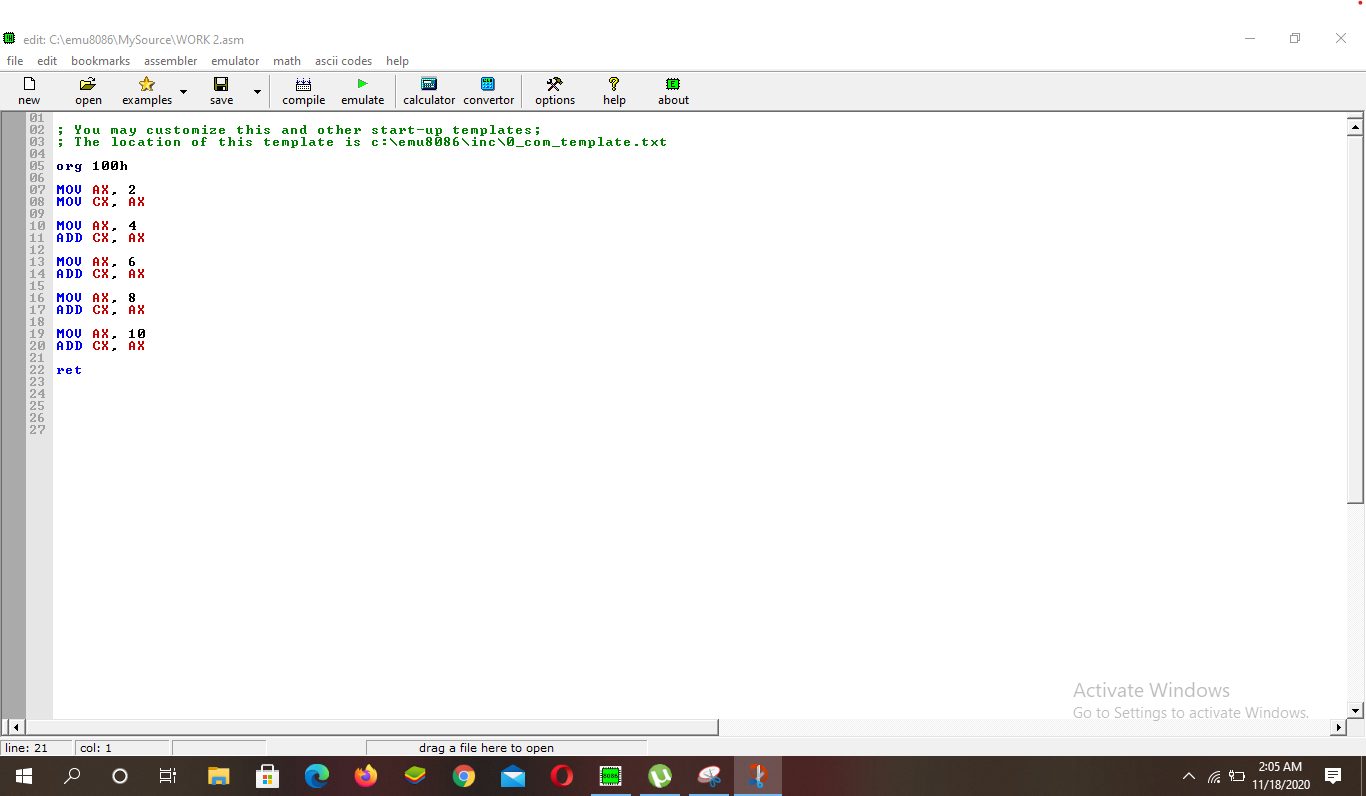 edit: C:\emu8086\MySource\WORK 2.asm
file edit bookmarks assembler emulator math ascii codes help
new open examples save compile emulate calculator convertor options help about
01
02 ; You may customize this and other start-up templates;
03 ; The location of this template is c:\emu8086\inc\0_com_template.txt
04
05 org 100h
06
07 MOV AX, 2
08 MOV CX, AX
09
10 MOV AX, 4
11 ADD CX, AX
12
13 MOV AX, 6
14 ADD CX, AX
15
16 MOV AX, 8
17 ADD CX, AX
18
19 MOV AX, 10
20 ADD CX, AX
21
22 ret
23
24
25
26
27
Activate Windows
Go to Settings to activate Windows.
line: 21 col: 1 drag a file here to open
8086
2:05 AM
11/18/2020